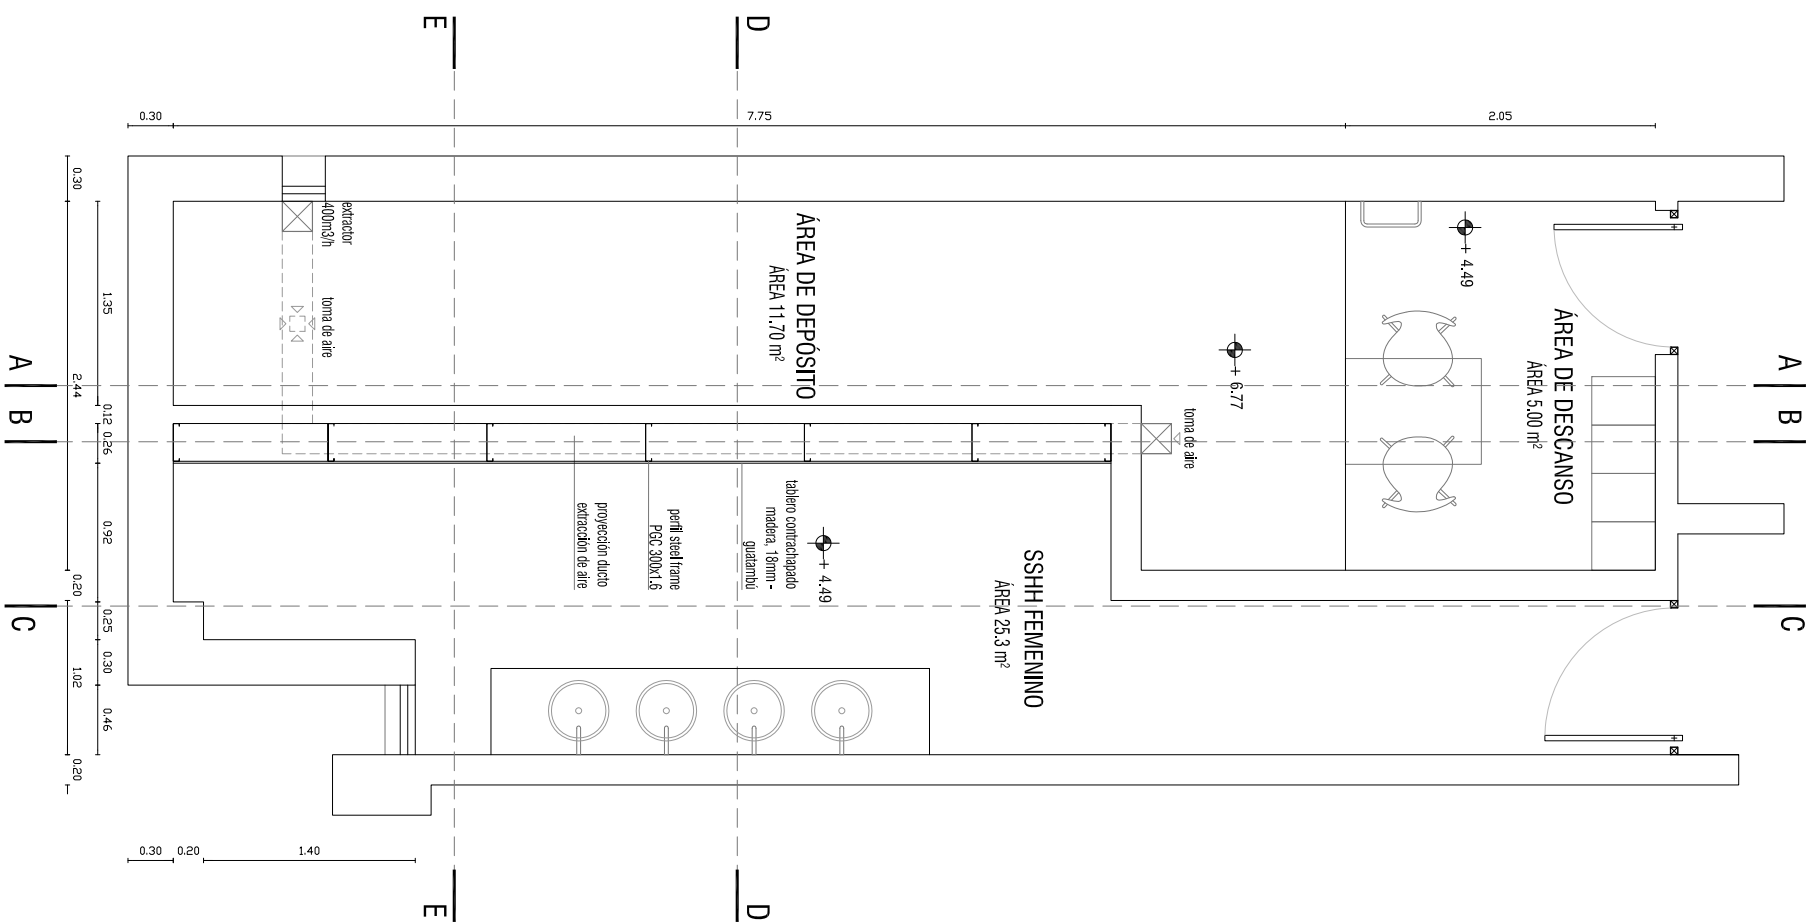 E
D
0.30
7.75
2.05
0.30
1.35
2.44
0.12
0.26
0.92
0.20
0.25
0.30
1.02
0.46
0.20
extractor
400m3/h
toma de aire
ÁREA DE DEPÓSITO
ÁREA 11.70 m²
+ 6.77
+ 4.49
ÁREA DE DESCANSO
ÁREA 5.00 m²
toma de aire
A
B
C
A
B
C
tablero contrachapado
madera, 18mm -
guatambú
perfil steel frame
PGC 300x1.6
proyección ducto
extracción de aire
+ 4.49
SSHH FEMENINO
ÁREA 25.3 m²
0.30
0.20
1.40
E
D